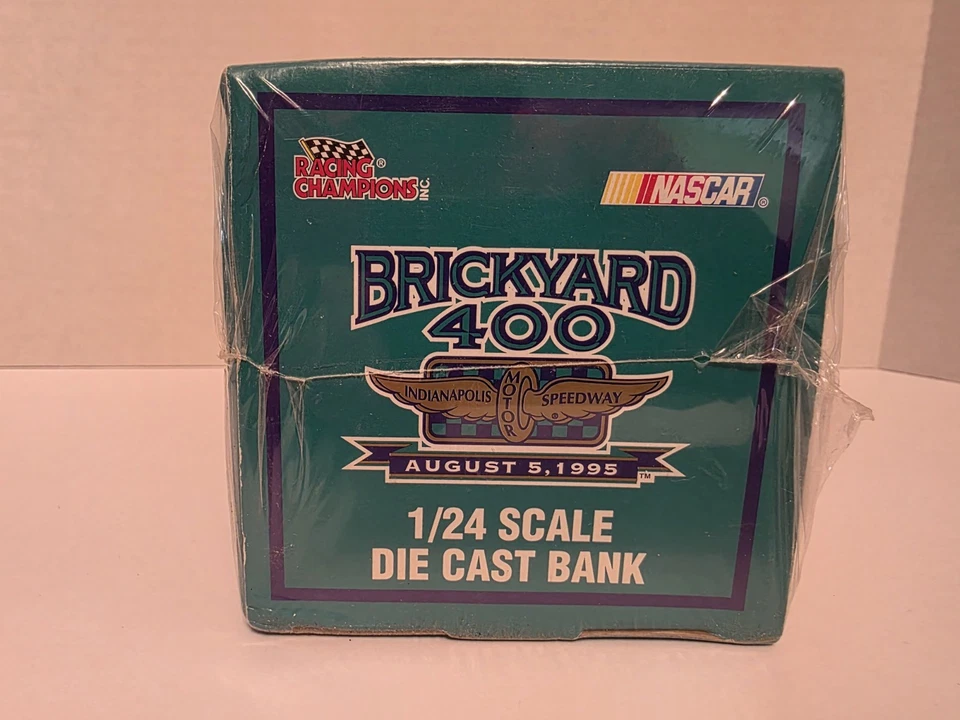 RACING ®
CHAMPIONS INC.
NASCAR ®
BRICKYARD
400
INDIANAPOLIS MOTOR SPEEDWAY ®
AUGUST 5, 1995 TM
1/24 SCALE
DIE CAST BANK